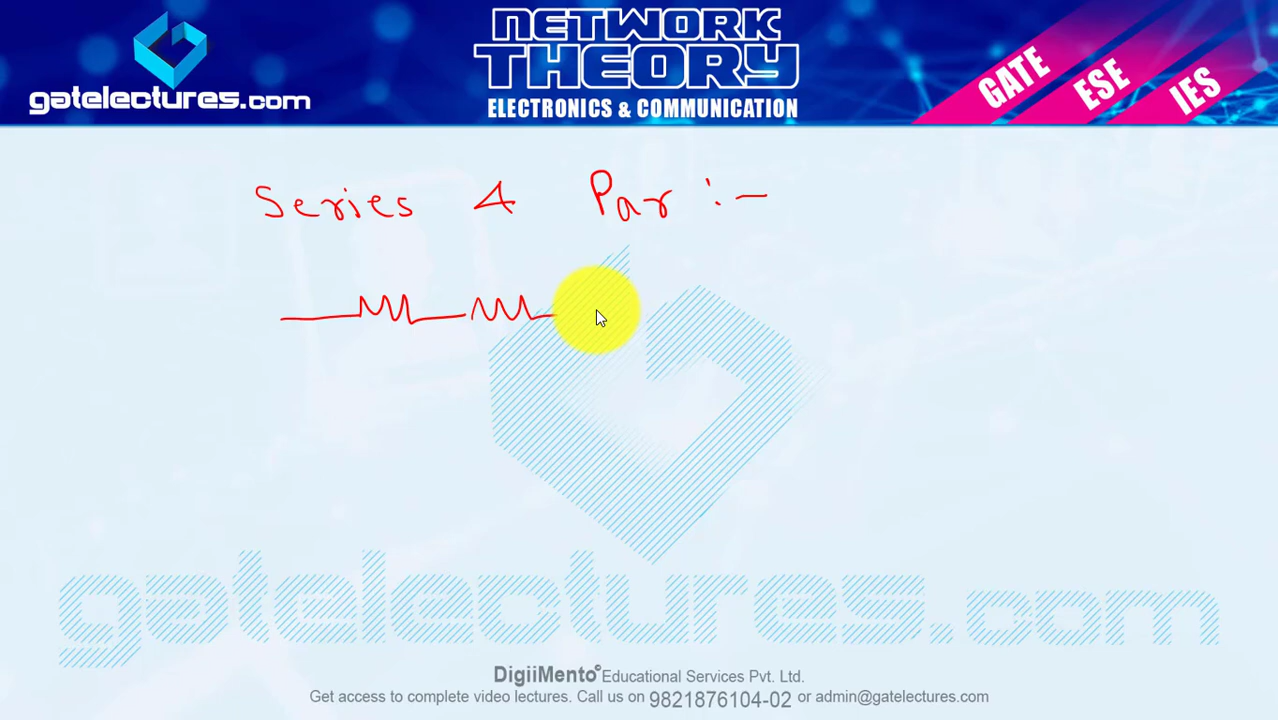 NETWORK
THEORY
ELECTRONICS & COMMUNICATION
gatelectures.com
GATE
ESE
IES
Series & Par :-
gatelectures.com
DigiiMento© Educational Services Pvt. Ltd.
Get access to complete video lectures. Call us on 9821876104-02 or admin@gatelectures.com